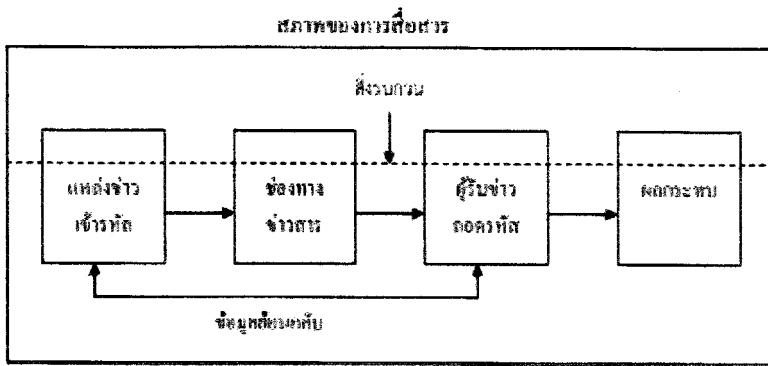 สภาพของการสื่อสาร
สิ่งรบกวน
แหล่งข่าว
เข้ารหัส
ช่องทาง
ข่าวสาร
ผู้รับข่าว
ถอดรหัส
ผลกระทบ
ข้อมูลย้อนกลับ